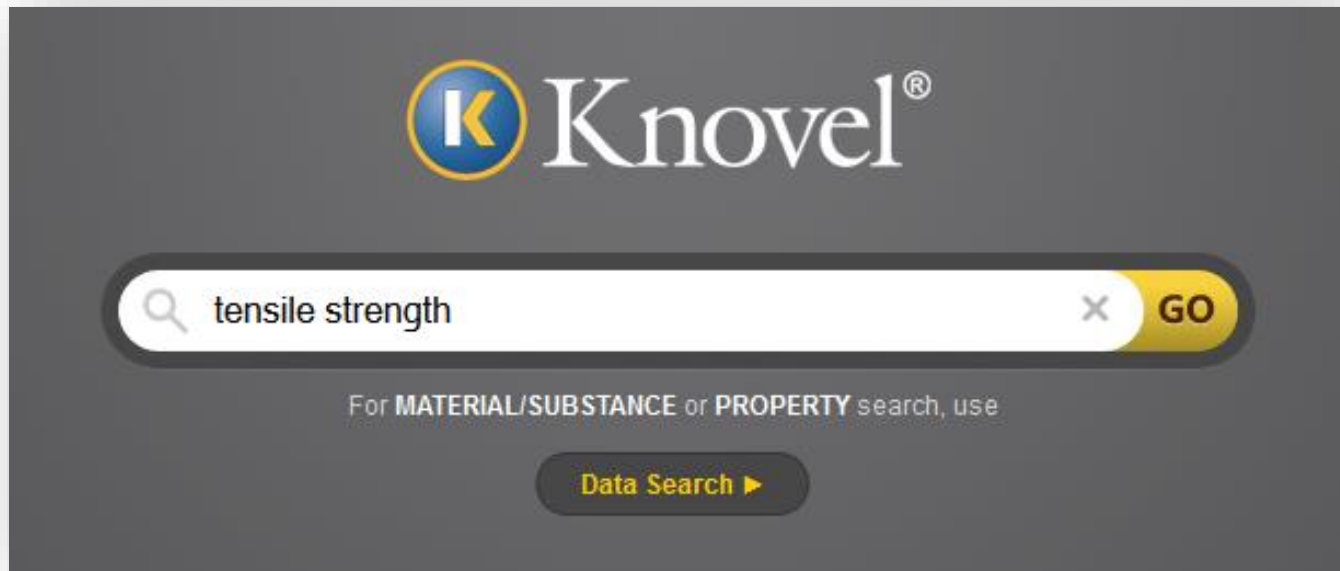 K Knovel®
tensile strength × GO
For MATERIAL/SUBSTANCE or PROPERTY search, use
Data Search ►